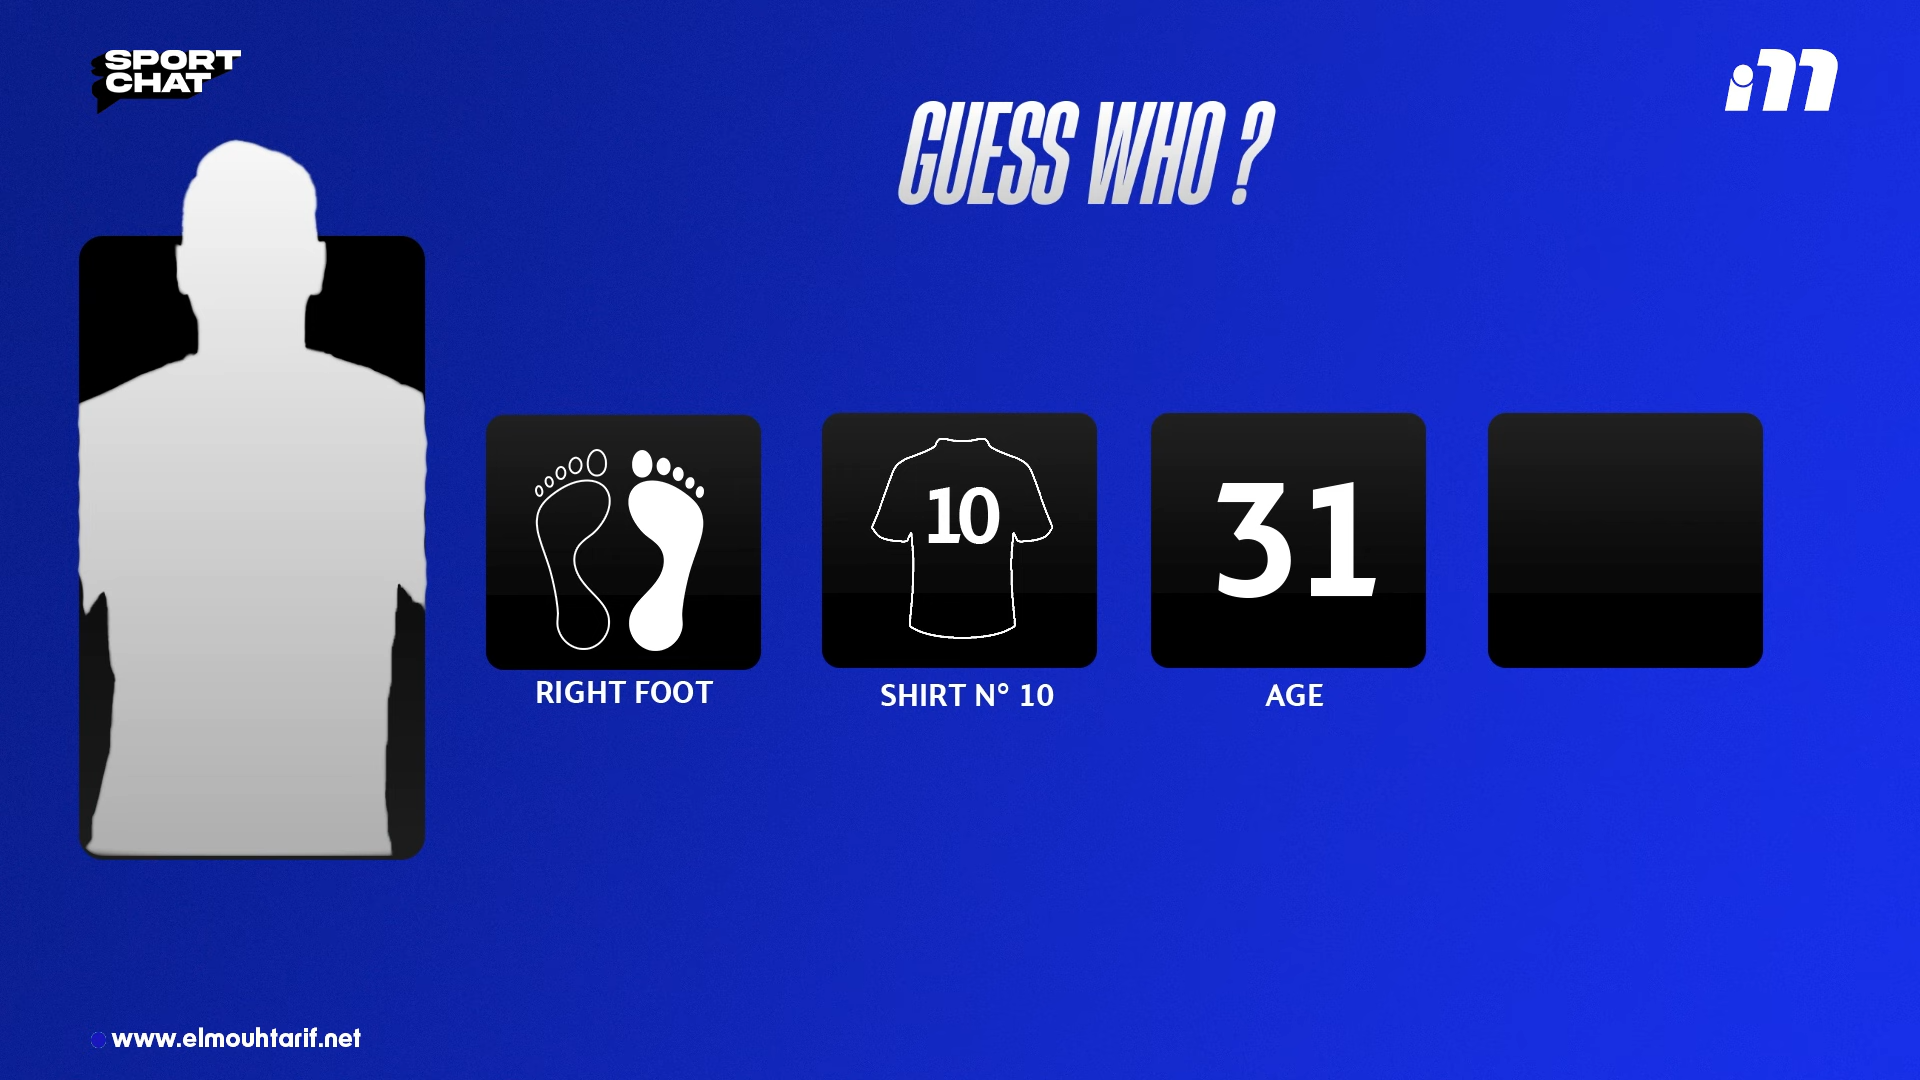 SPORT
CHAT
GUESS WHO ?
10
31
RIGHT FOOT
SHIRT N° 10
AGE
www.elmouhtarif.net